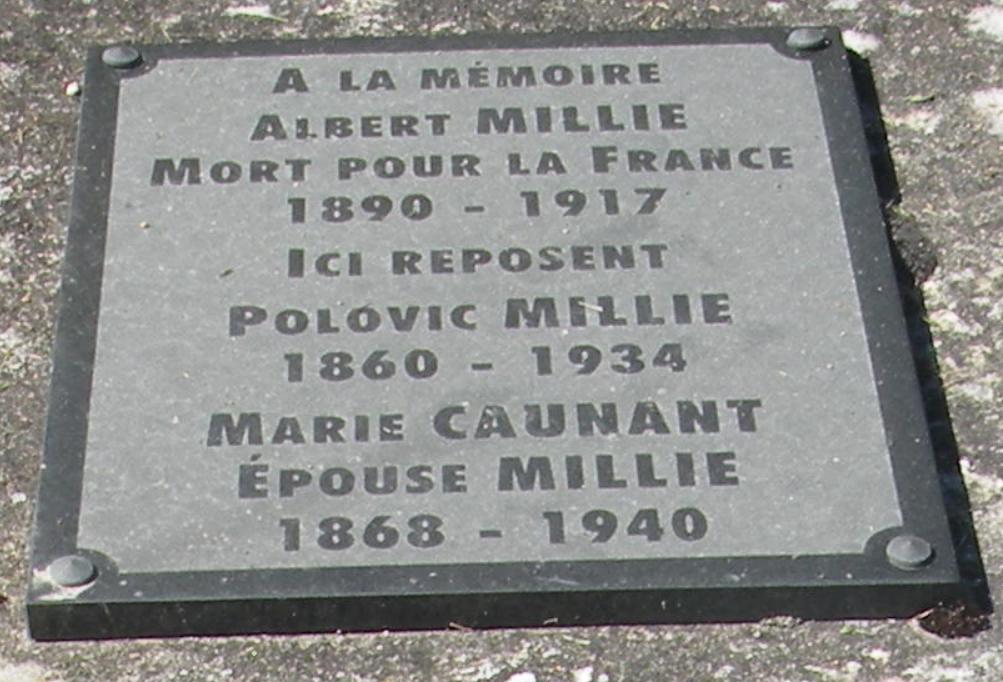 A LA MÉMOIRE
ALBERT MILLIE
MORT POUR LA FRANCE
1890 - 1917
ICI REPOSENT
POLOVIC MILLIE
1860 - 1934
MARIE CAUNANT
ÉPOUSE MILLIE
1868 - 1940